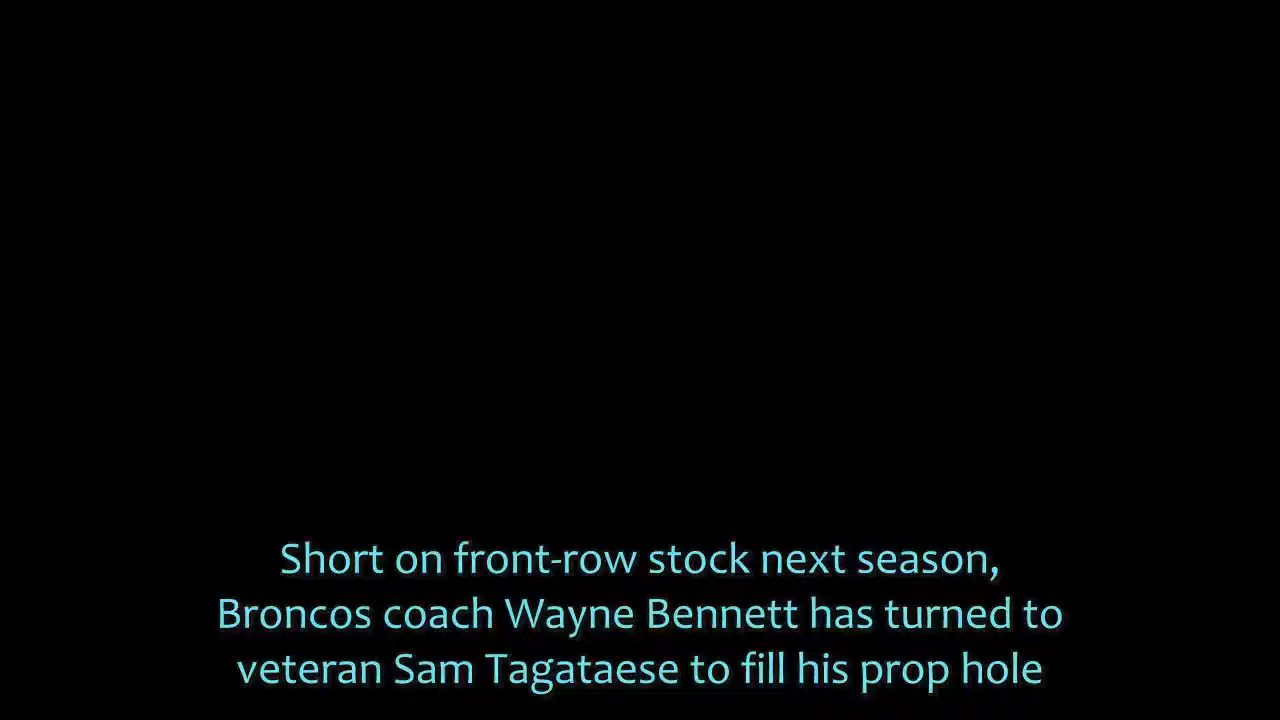 Short on front-row stock next season,
Broncos coach Wayne Bennett has turned to
veteran Sam Tagataese to fill his prop hole